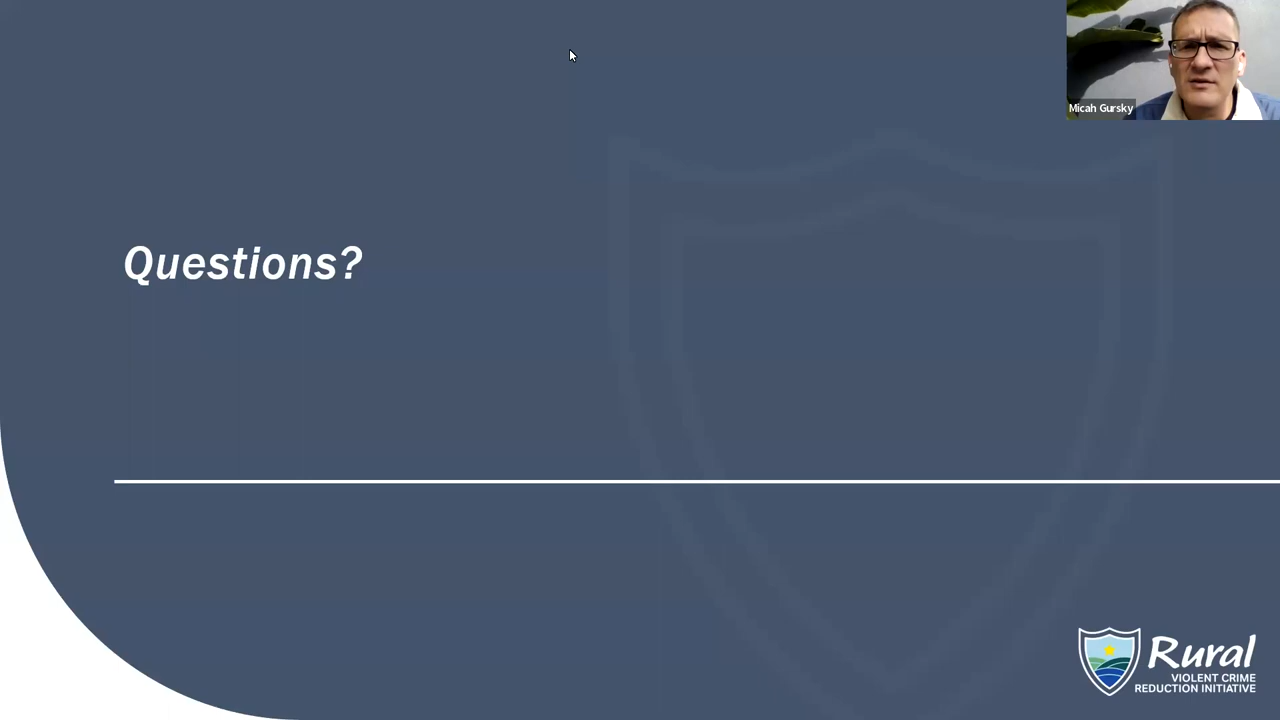 Micah Gursky
Questions?
Rural
VIOLENT CRIME
REDUCTION INITIATIVE